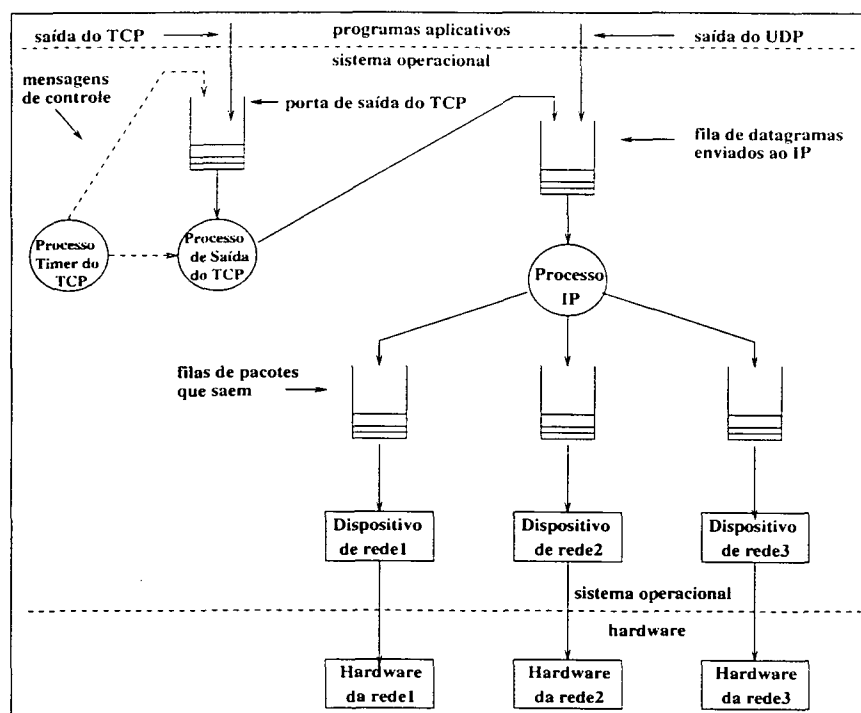 saída do TCP
programas aplicativos
saída do UDP
sistema operacional
mensagens
de controle
porta de saída do TCP
fila de datagramas
enviados ao IP
Processo
Timer do
TCP
Processo
de Saída
do TCP
Processo
IP
filas de pacotes
que saem
Dispositivo
de rede1
Dispositivo
de rede2
Dispositivo
de rede3
sistema operacional
hardware
Hardware
da rede1
Hardware
da rede2
Hardware
da rede3